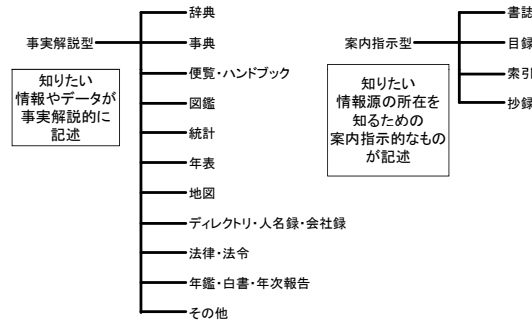 事実解説型
知りたい
情報やデータが
事実解説的に
記述
辞典
事典
便覧・ハンドブック
図鑑
統計
年表
地図
ディレクトリ・人名録・会社録
法律・法令
年鑑・白書・年次報告
その他
案内指示型
知りたい
情報源の所在を
知るための
案内指示的なもの
が記述
書誌
目録
索引
抄録